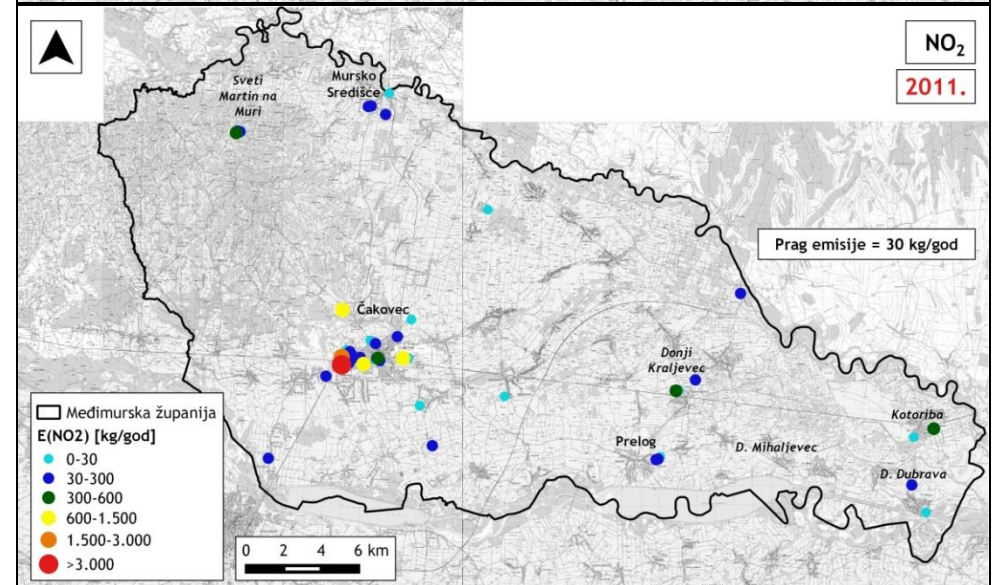 NO2
2011.
Sveti
Martin na
Muri
Mursko
Središće
Prag emisije = 30 kg/god
Čakovec
Donji
Kraljevec
Kotoriba
Prelog
D. Mihaljevec
D. Dubrava
Međimurska županija
E(NO2) [kg/god]
0-30
30-300
300-600
600-1.500
1.500-3.000
>3.000
0 2 4 6 km